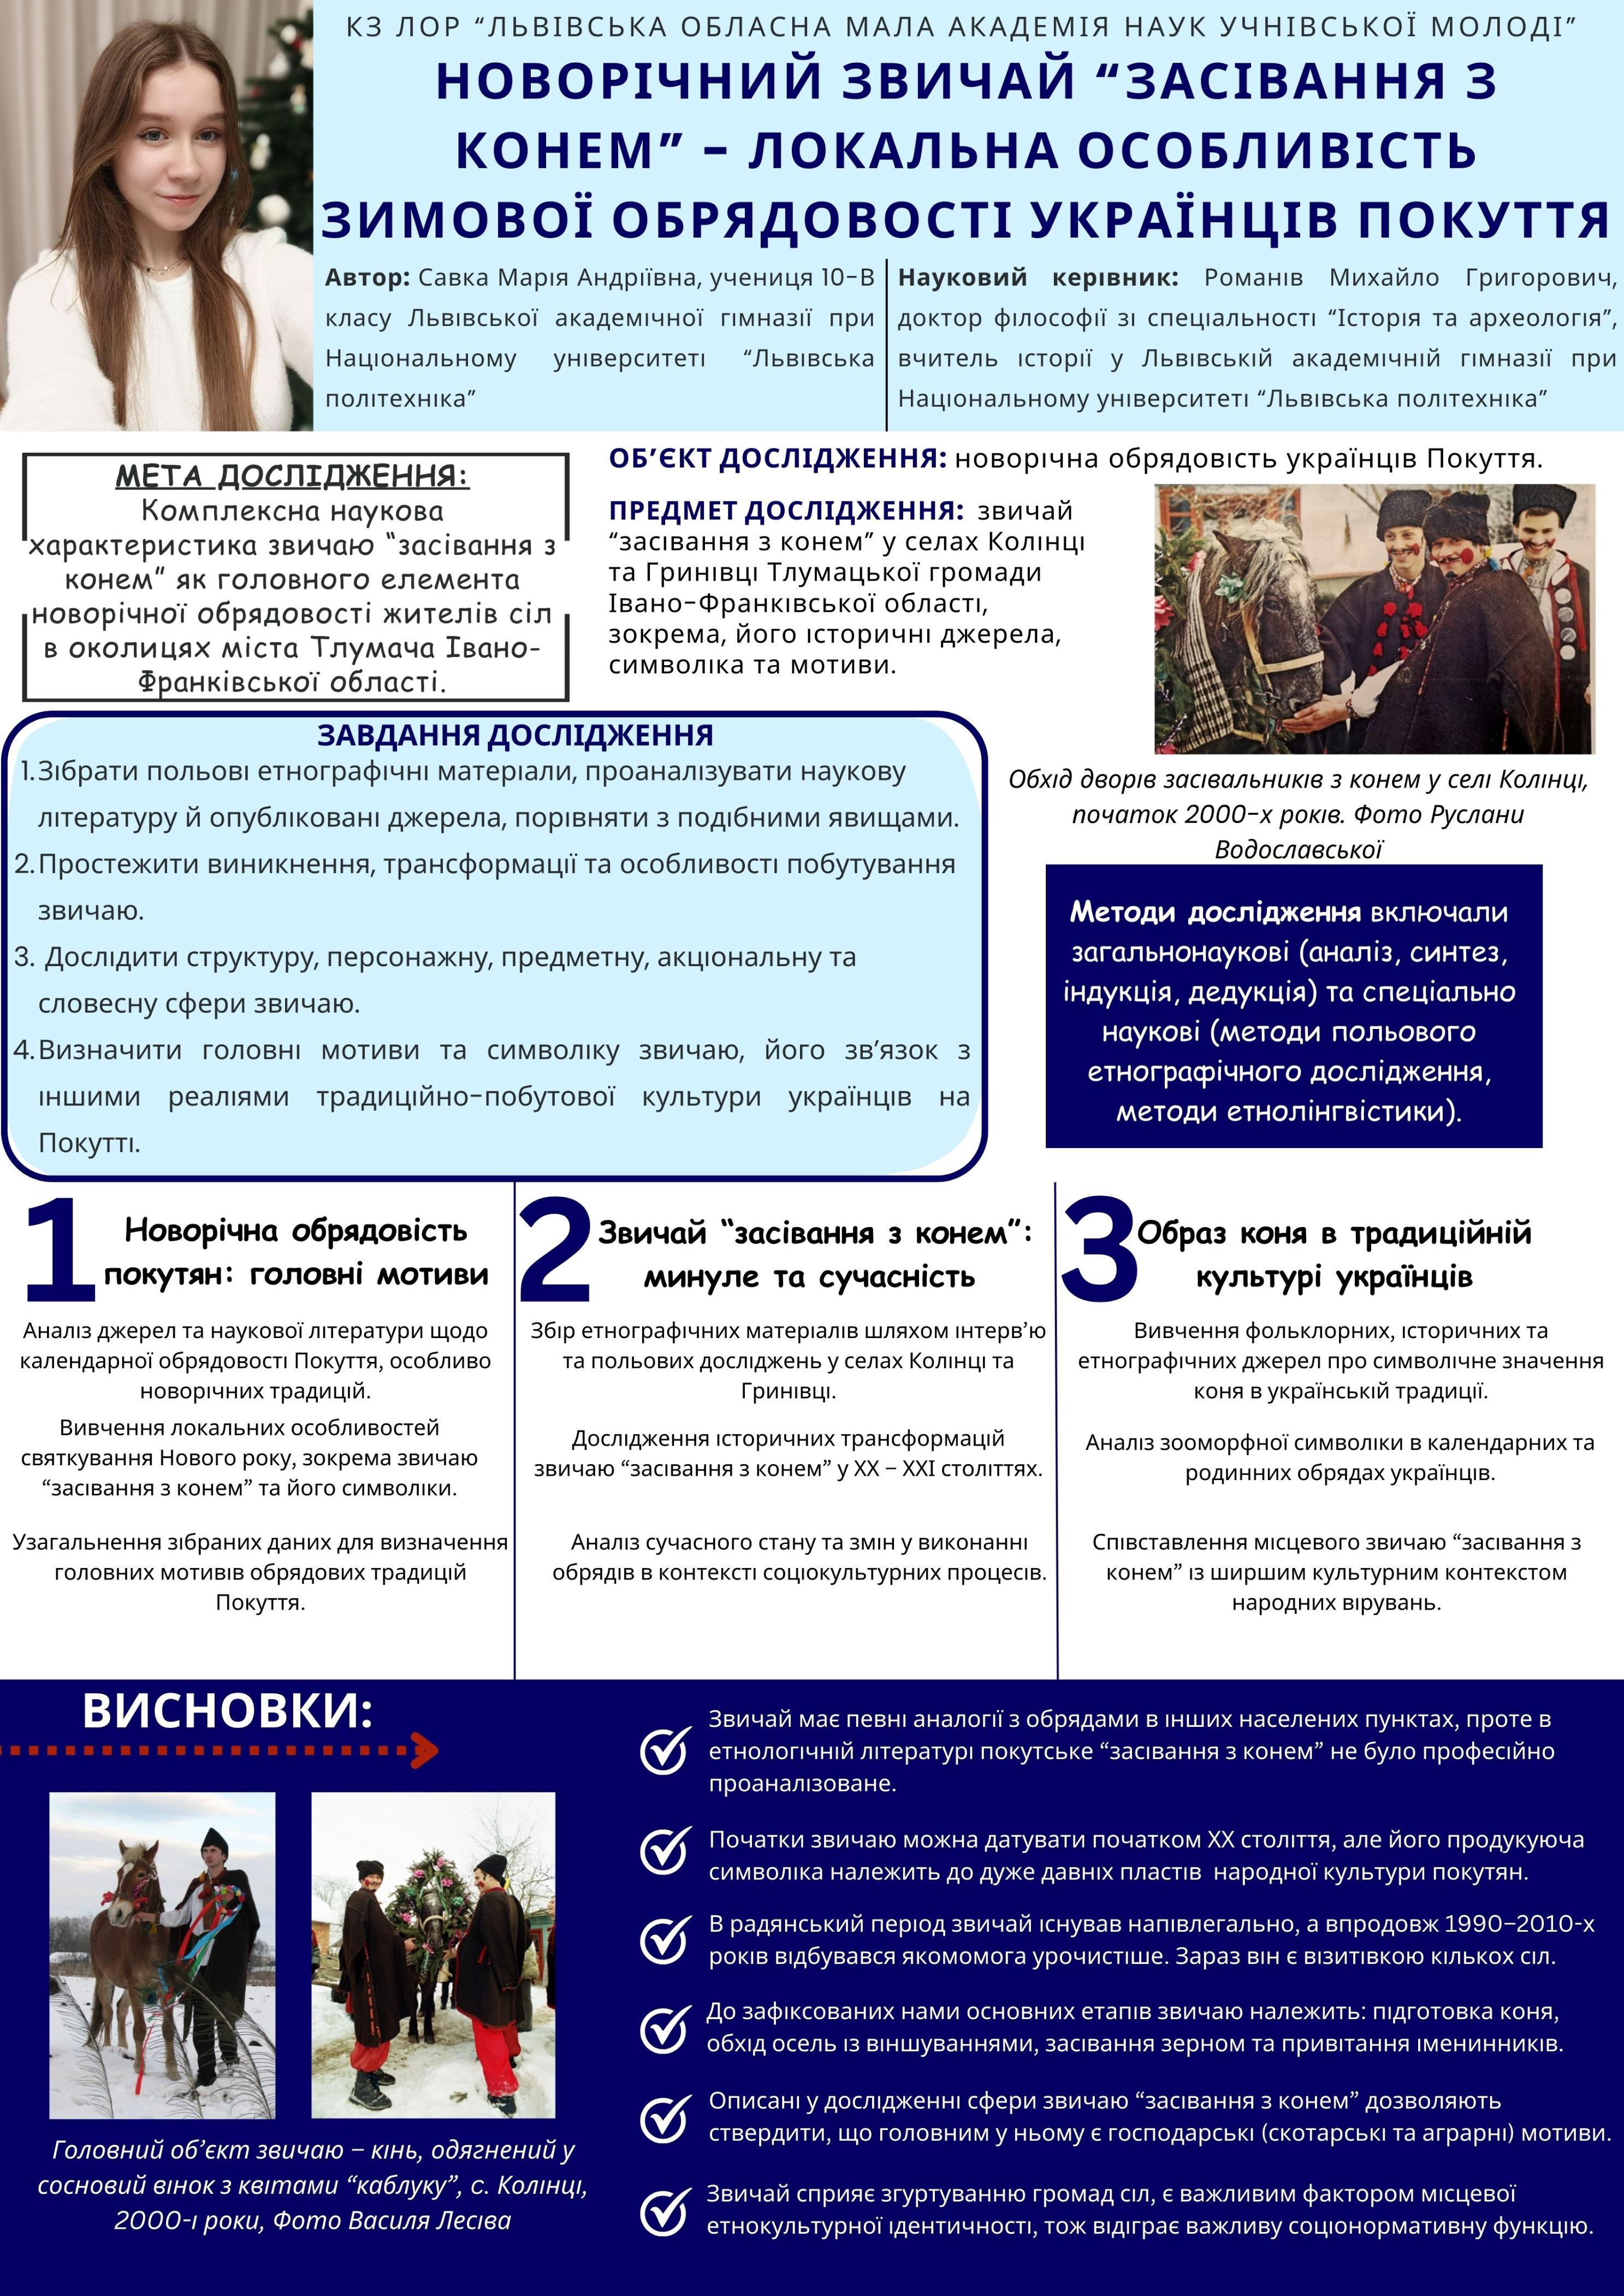 КЗ ЛОР “ЛЬВІВСЬКА ОБЛАСНА МАЛА АКАДЕМІЯ НАУК УЧНІВСЬКОЇ МОЛОДІ”
НОВОРІЧНИЙ ЗВИЧАЙ “ЗАСІВАННЯ З
КОНЕМ” – ЛОКАЛЬНА ОСОБЛИВІСТЬ
ЗИМОВОЇ ОБРЯДОВОСТІ УКРАЇНЦІВ ПОКУТТЯ
Автор: Савка Марія Андріївна, учениця 10-В
класу Львівської академічної гімназії при
Національному університеті “Львівська
політехніка”
Науковий керівник: Романів Михайло Григорович,
доктор філософії зі спеціальності “Історія та археологія”,
вчитель історії у Львівській академічній гімназії при
Національному університеті “Львівська політехніка”
МЕТА ДОСЛІДЖЕННЯ:
Комплексна наукова
характеристика звичаю “засівання з
конем” як головного елемента
новорічної обрядовості жителів сіл
в околицях міста Тлумача Івано-
Франківської області.
ОБ’ЄКТ ДОСЛІДЖЕННЯ: новорічна обрядовість українців Покуття.
ПРЕДМЕТ ДОСЛІДЖЕННЯ: звичай
“засівання з конем” у селах Колінці
та Гринівці Тлумацької громади
Івано-Франківської області,
зокрема, його історичні джерела,
символіка та мотиви.
Обхід дворів засівальників з конем у селі Колінці,
початок 2000-х років. Фото Руслани
Водославської
ЗАВДАННЯ ДОСЛІДЖЕННЯ
1. Зібрати польові етнографічні матеріали, проаналізувати наукову
літературу й опубліковані джерела, порівняти з подібними явищами.
2. Простежити виникнення, трансформації та особливості побутування
звичаю.
3. Дослідити структуру, персонажну, предметну, акціональну та
словесну сфери звичаю.
4. Визначити головні мотиви та символіку звичаю, його зв’язок з
іншими реаліями традиційно-побутової культури українців на
Покутті.
Методи дослідження включали
загальнонаукові (аналіз, синтез,
індукція, дедукція) та спеціально
наукові (методи польового
етнографічного дослідження,
методи етнолінгвістики).
1
Новорічна обрядовість
покутян: головні мотиви
Аналіз джерел та наукової літератури щодо
календарної обрядовості Покуття, особливо
новорічних традицій.
Вивчення локальних особливостей
святкування Нового року, зокрема звичаю
“засівання з конем” та його символіки.
Узагальнення зібраних даних для визначення
головних мотивів обрядових традицій
Покуття.
2
Звичай “засівання з конем”:
минуле та сучасність
Збір етнографічних матеріалів шляхом інтерв’ю
та польових досліджень у селах Колінці та
Гринівці.
Дослідження історичних трансформацій
звичаю “засівання з конем” у ХХ – ХХІ століттях.
Аналіз сучасного стану та змін у виконанні
обрядів в контексті соціокультурних процесів.
3
Образ коня в традиційній
культурі українців
Вивчення фольклорних, історичних та
етнографічних джерел про символічне значення
коня в українській традиції.
Аналіз зооморфної символіки в календарних та
родинних обрядах українців.
Співставлення місцевого звичаю “засівання з
конем” із ширшим культурним контекстом
народних вірувань.
ВИСНОВКИ:
Головний об’єкт звичаю – кінь, одягнений у
сосновий вінок з квітами “каблуку”, с. Колінці,
2000-і роки, Фото Василя Лесіва
Звичай має певні аналогії з обрядами в інших населених пунктах, проте в
етнологічній літературі покутське “засівання з конем” не було професійно
проаналізоване.
Початки звичаю можна датувати початком ХХ століття, але його продукуюча
символіка належить до дуже давніх пластів народної культури покутян.
В радянський період звичай існував напівлегально, а впродовж 1990–2010-х
років відбувався якомомога урочистіше. Зараз він є візитівкою кількох сіл.
До зафіксованих нами основних етапів звичаю належить: підготовка коня,
обхід осель із віншуваннями, засівання зерном та привітання іменинників.
Описані у дослідженні сфери звичаю “засівання з конем” дозволяють
ствердити, що головним у ньому є господарські (скотарські та аграрні) мотиви.
Звичай сприяє згуртуванню громад сіл, є важливим фактором місцевої
етнокультурної ідентичності, тож відіграє важливу соціонормативну функцію.